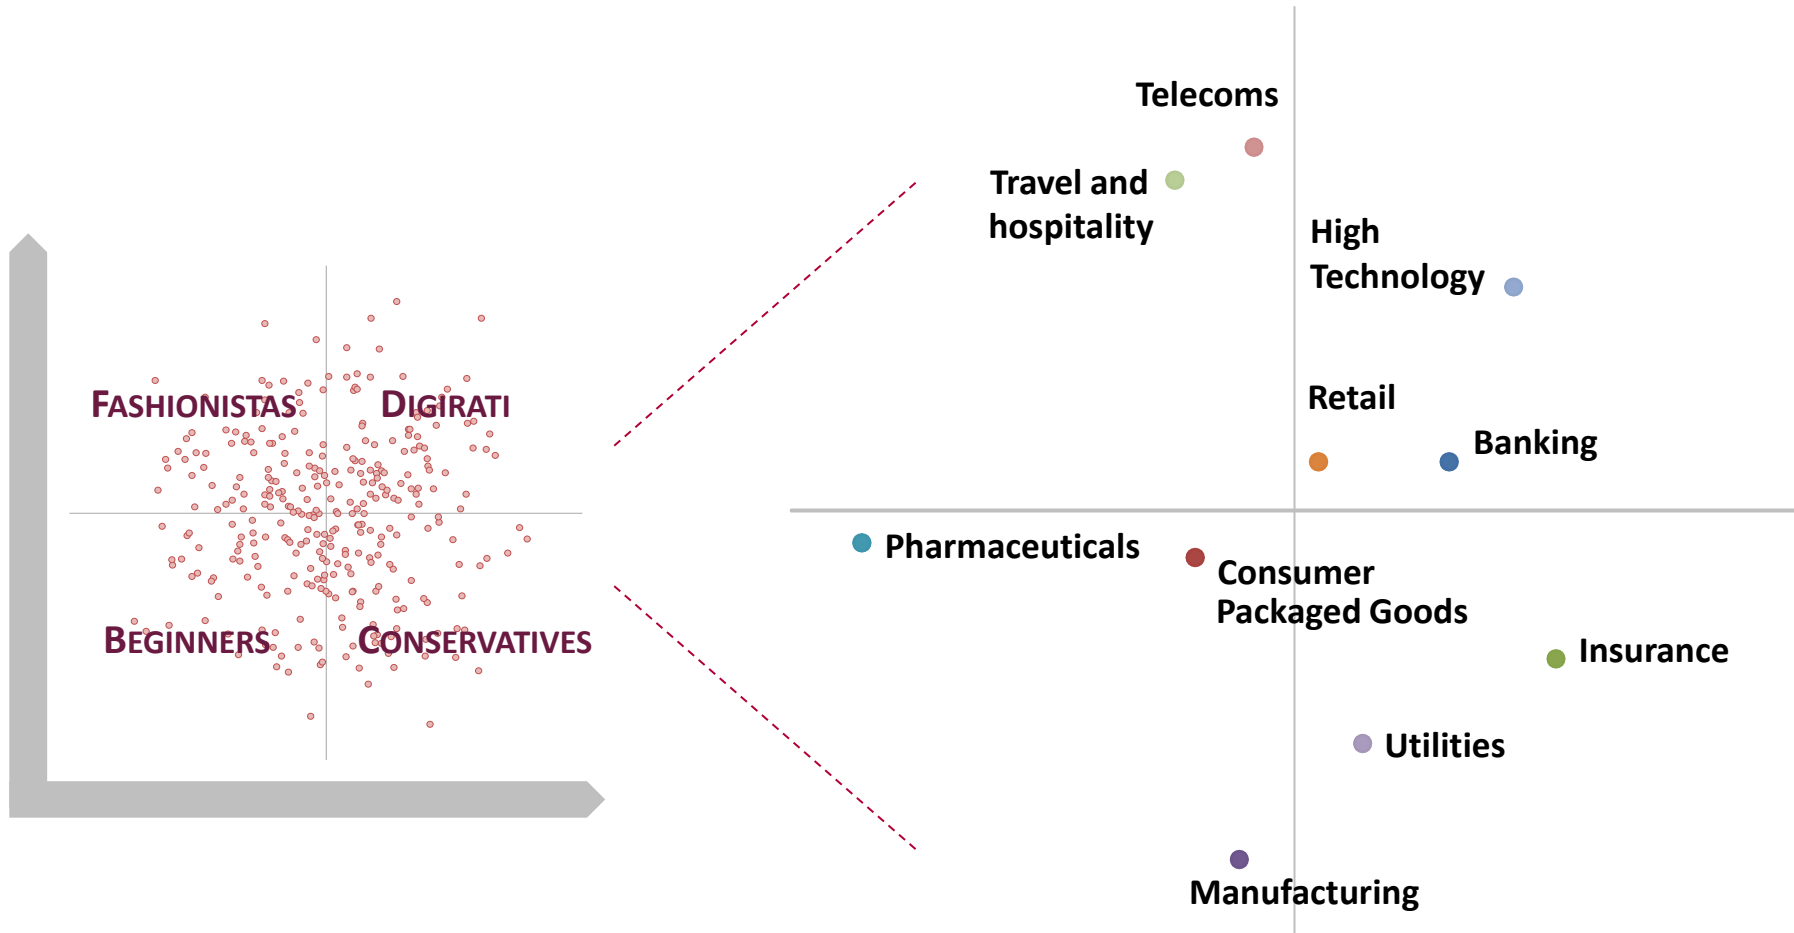 FASHIONISTAS
DIGIRATI
BEGINNERS
CONSERVATIVES
Telecoms
Travel and
hospitality
High
Technology
Retail
Banking
Pharmaceuticals
Consumer
Packaged Goods
Insurance
Utilities
Manufacturing